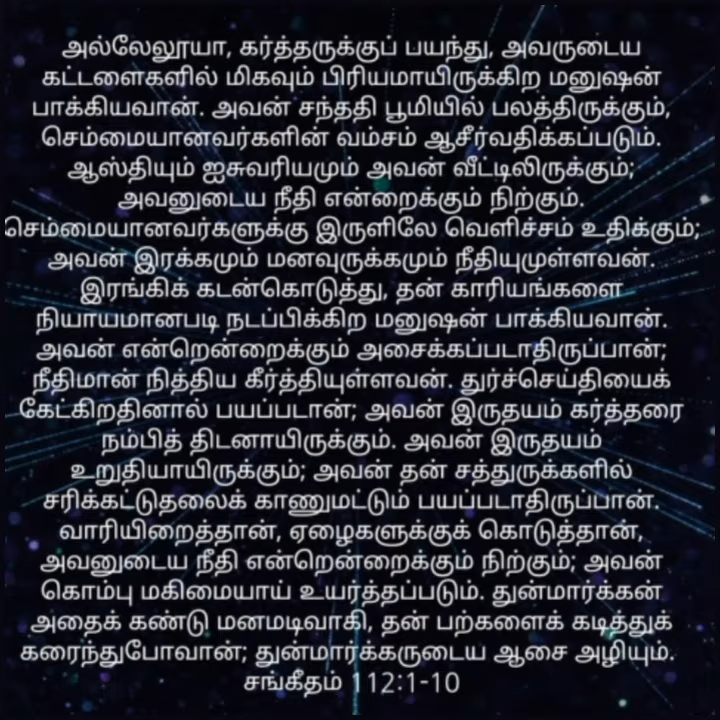 அல்லேலூயா, கர்த்தருக்குப் பயந்து, அவருடைய
கட்டளைகளில் மிகவும் பிரியமாயிருக்கிற மனுஷன்
பாக்கியவான். அவன் சந்ததி பூமியில் பலத்திருக்கும்,
செம்மையானவர்களின் வம்சம் ஆசீர்வதிக்கப்படும்.
ஆஸ்தியும் ஐசுவரியமும் அவன் வீட்டிலிருக்கும்;
அவனுடைய நீதி என்றைக்கும் நிற்கும்.
செம்மையானவர்களுக்கு இருளிலே வெளிச்சம் உதிக்கும்;
அவன் இரக்கமும் மனவுருக்கமும் நீதியுமுள்ளவன்.
இரங்கிக் கடன்கொடுத்து, தன் காரியங்களை
நியாயமானபடி நடப்பிக்கிற மனுஷன் பாக்கியவான்.
அவன் என்றென்றைக்கும் அசைக்கப்படாதிருப்பான்;
நீதிமான் நித்திய கீர்த்தியுள்ளவன். துர்ச்செய்தியைக்
கேட்கிறதினால் பயப்படான்; அவன் இருதயம் கர்த்தரை
நம்பித் திடனாயிருக்கும். அவன் இருதயம்
உறுதியாயிருக்கும்; அவன் தன் சத்துருக்களில்
சரிக்கட்டுதலைக் காணுமட்டும் பயப்படாதிருப்பான்.
வாரியிறைத்தான், ஏழைகளுக்குக் கொடுத்தான்,
அவனுடைய நீதி என்றென்றைக்கும் நிற்கும்; அவன்
கொம்பு மகிமையாய் உயர்த்தப்படும். துன்மார்க்கன்
அதைக் கண்டு மனமடிவாகி, தன் பற்களைக் கடித்துக்
கரைந்துபோவான்; துன்மார்க்கருடைய ஆசை அழியும்.
சங்கீதம் 112:1-10